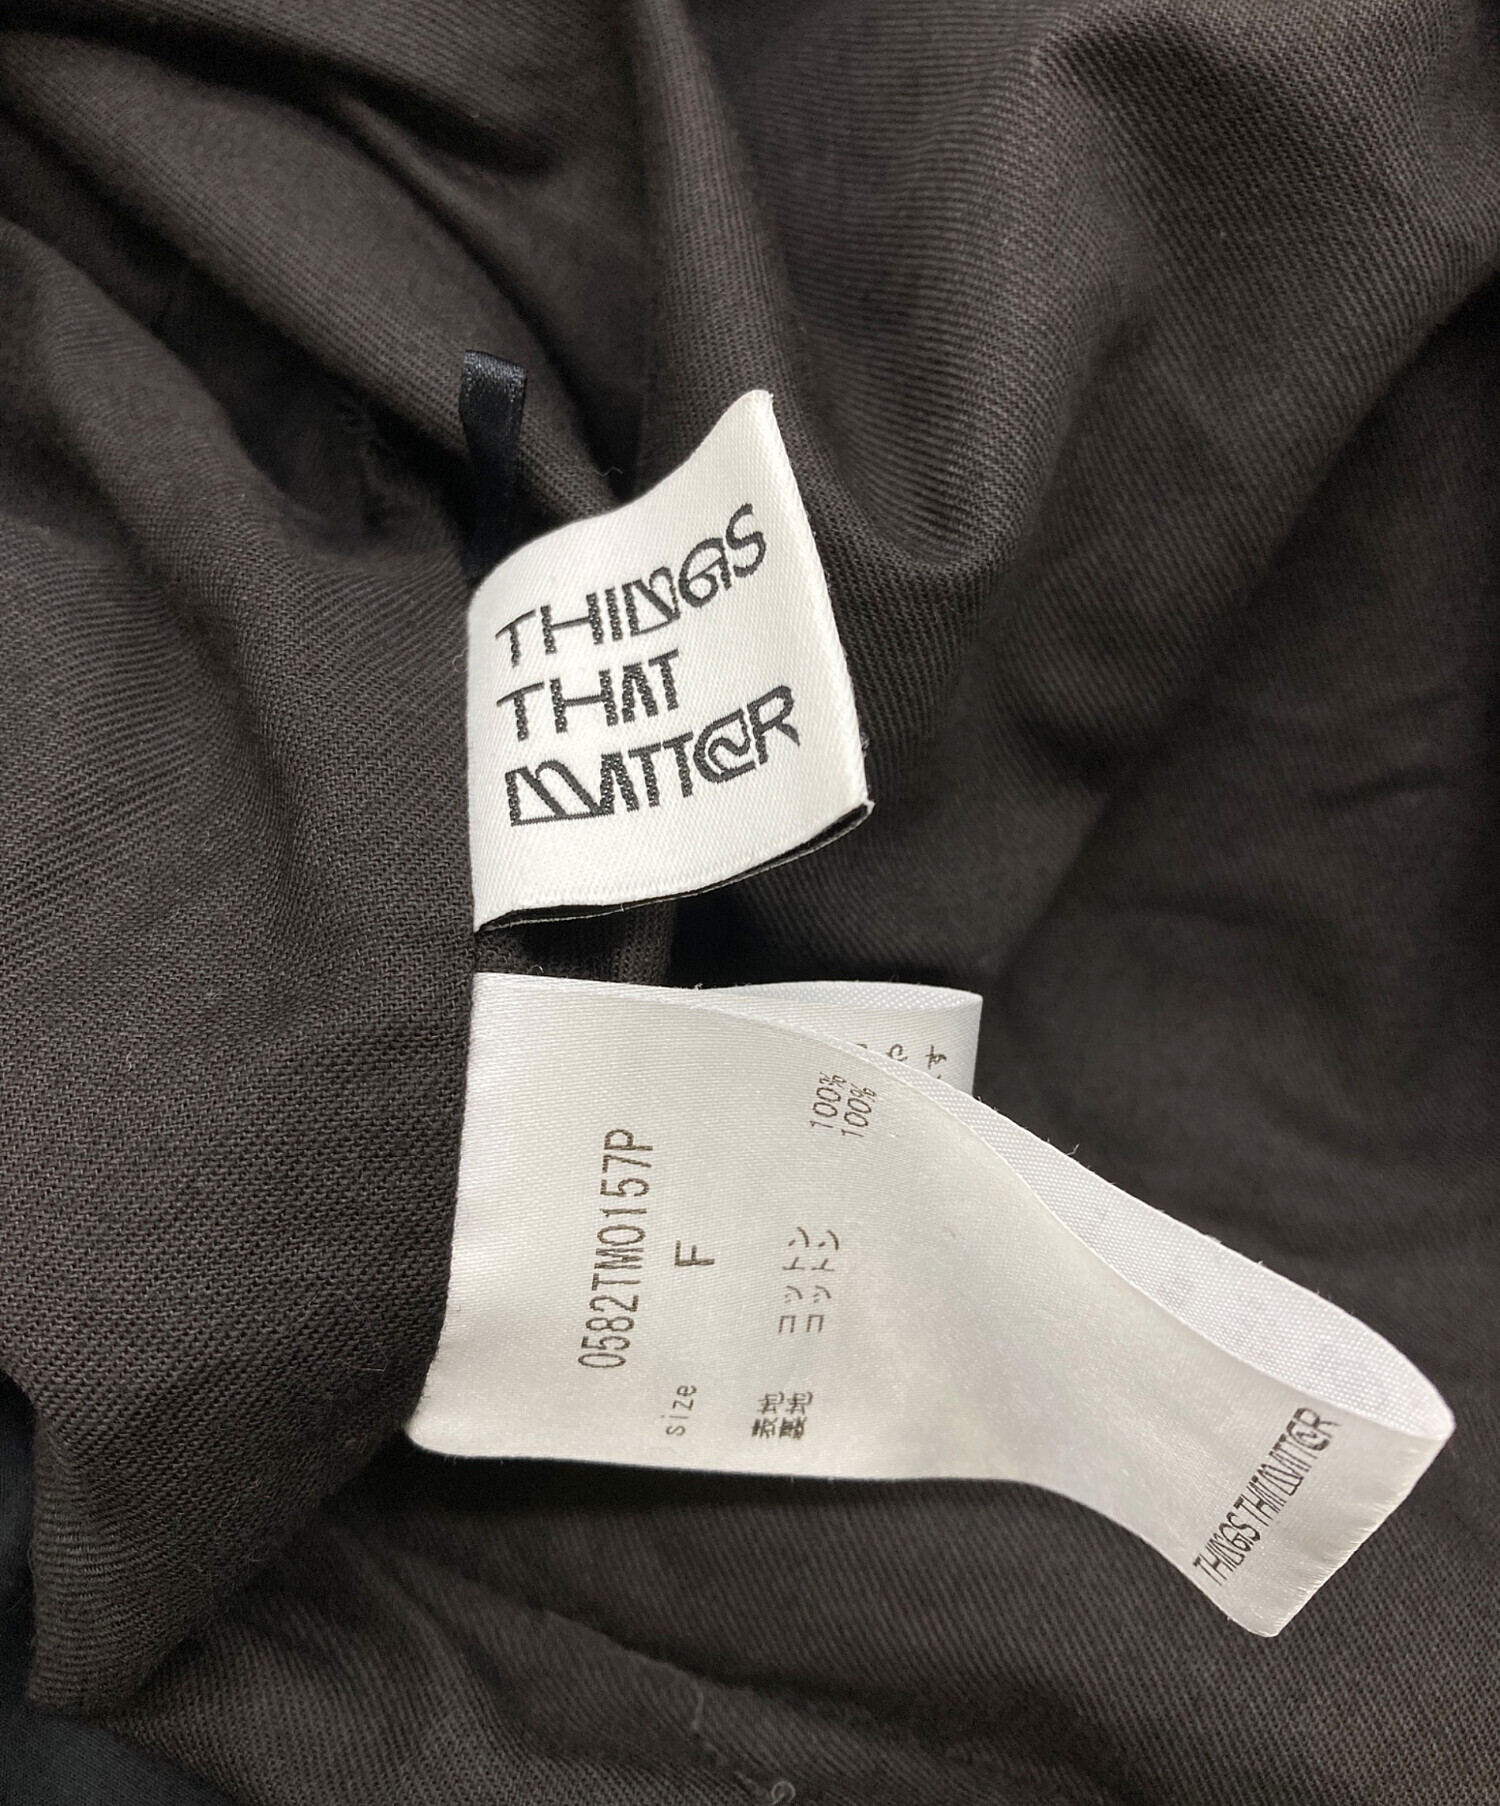 THINGS
THAT
MATTER
0582TM0157P
size F
表地 コットン 100%
裏地 コットン 100%
THINGS THAT MATTER